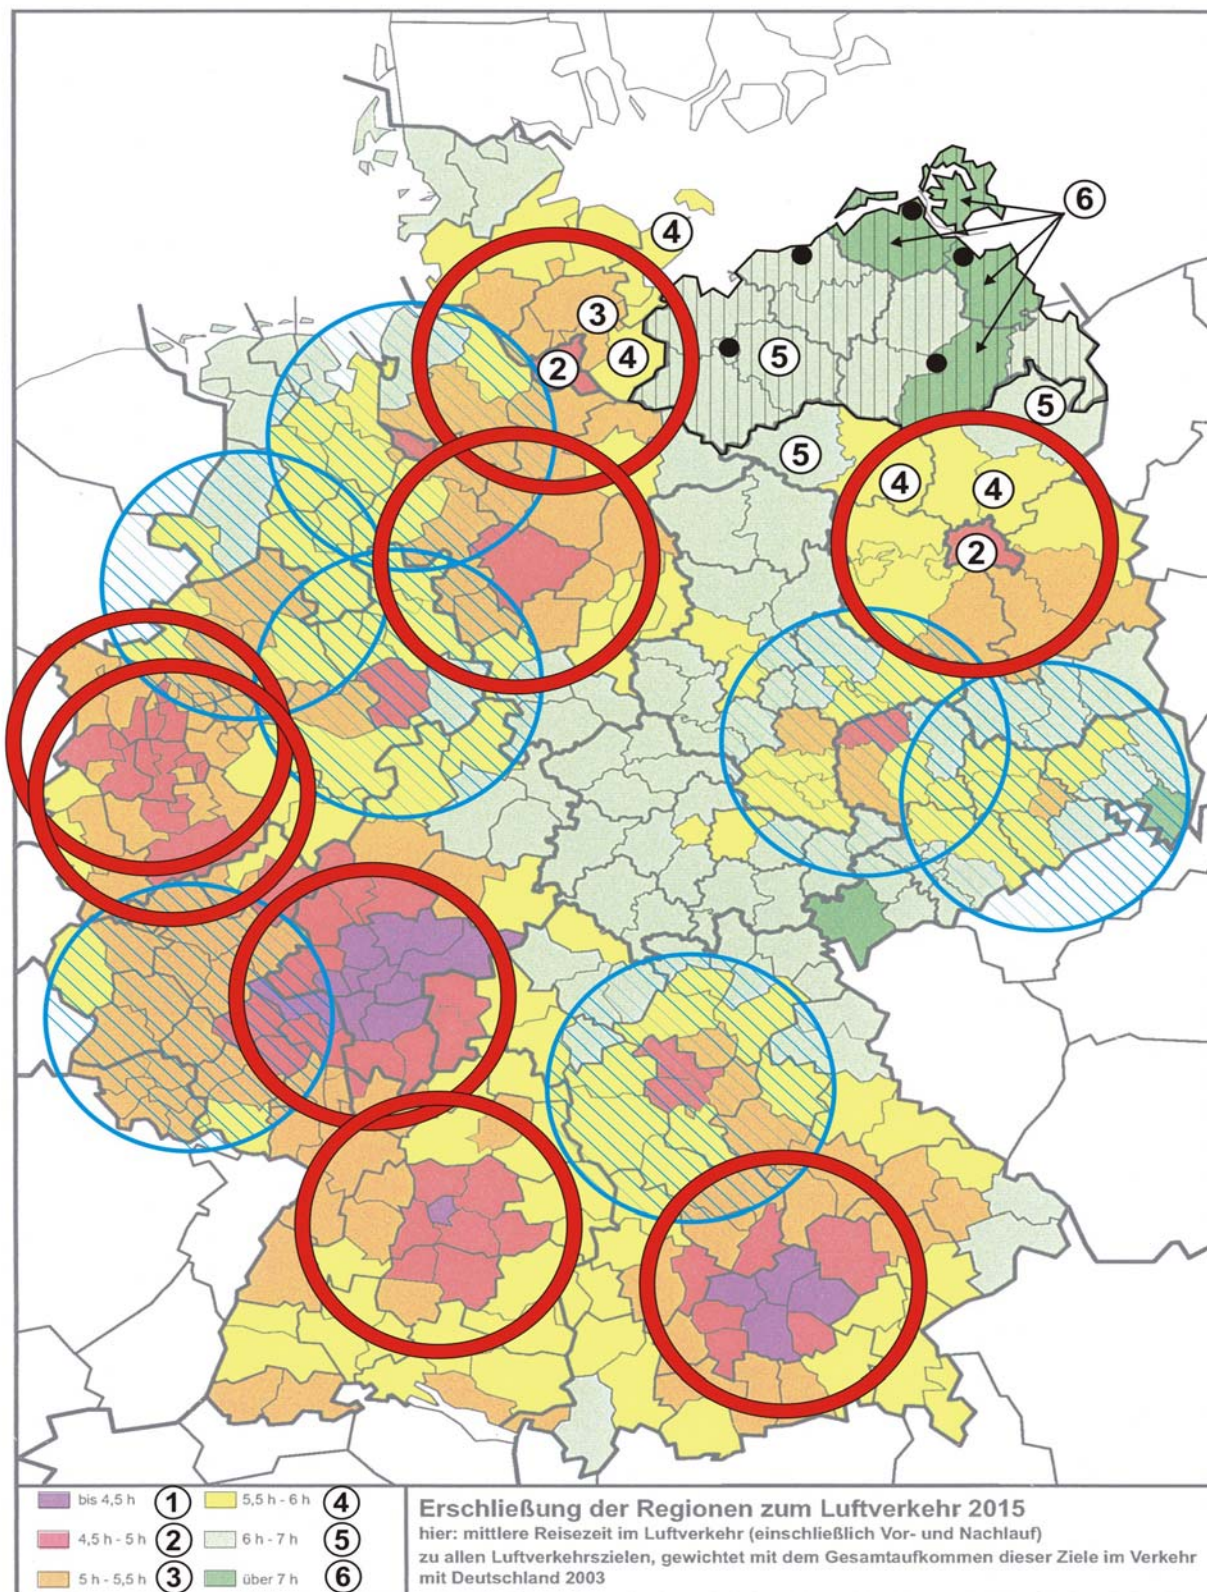 6
4
3
4
2
5
5
5
4
4
2
bis 4,5 h 1 5,5 h - 6 h 4
4,5 h - 5 h 2 6 h - 7 h 5
5 h - 5,5 h 3 über 7 h 6
Erschließung der Regionen zum Luftverkehr 2015
hier: mittlere Reisezeit im Luftverkehr (einschließlich Vor- und Nachlauf)
zu allen Luftverkehrszielen, gewichtet mit dem Gesamtaufkommen dieser Ziele im Verkehr
mit Deutschland 2003